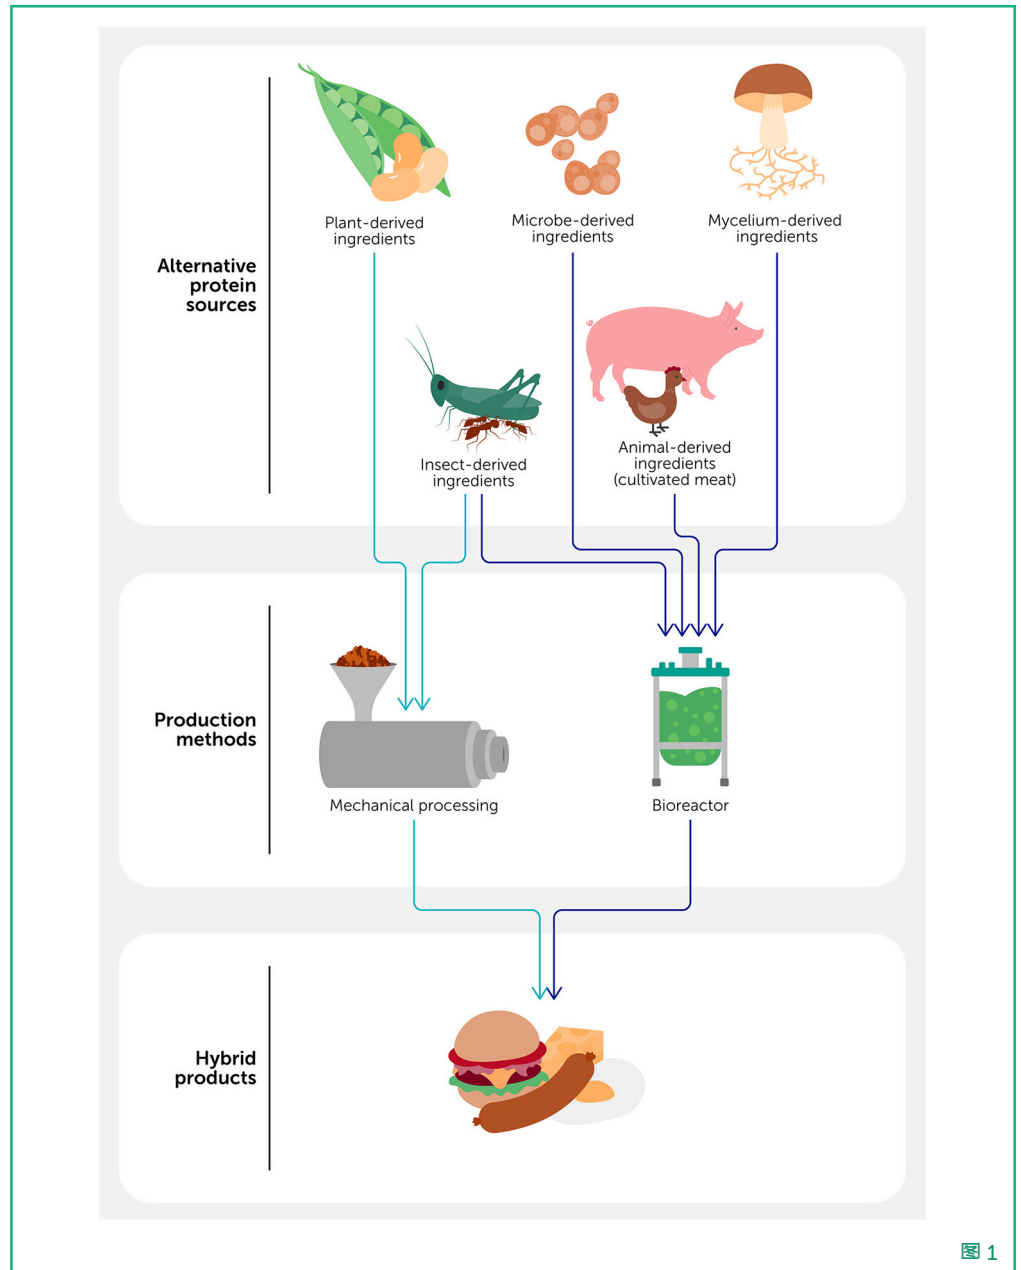 Plant-derived
ingredients
Microbe-derived
ingredients
Mycelium-derived
ingredients
Alternative
protein
sources
Insect-derived
ingredients
Animal-derived
ingredients
(cultivated meat)
Production
methods
Mechanical processing
Bioreactor
Hybrid
products
图 1